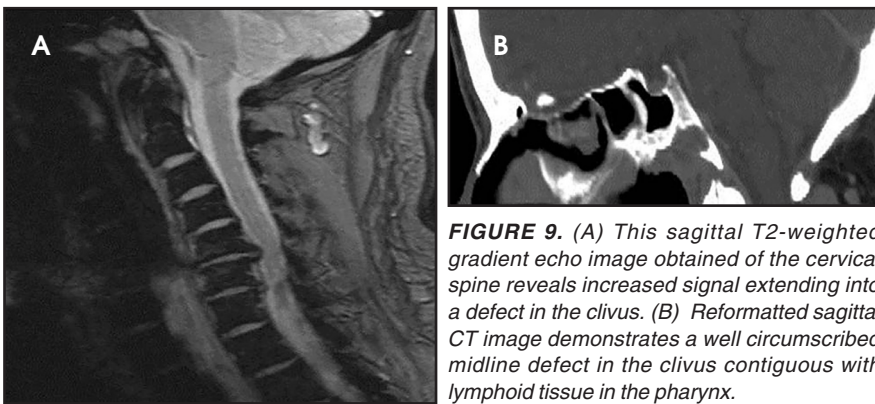 A
B
FIGURE 9. (A) This sagittal T2-weighted
gradient echo image obtained of the cervica
spine reveals increased signal extending into
a defect in the clivus. (B) Reformatted sagitta
CT image demonstrates a well circumscribed
midline defect in the clivus contiguous with
lymphoid tissue in the pharynx.